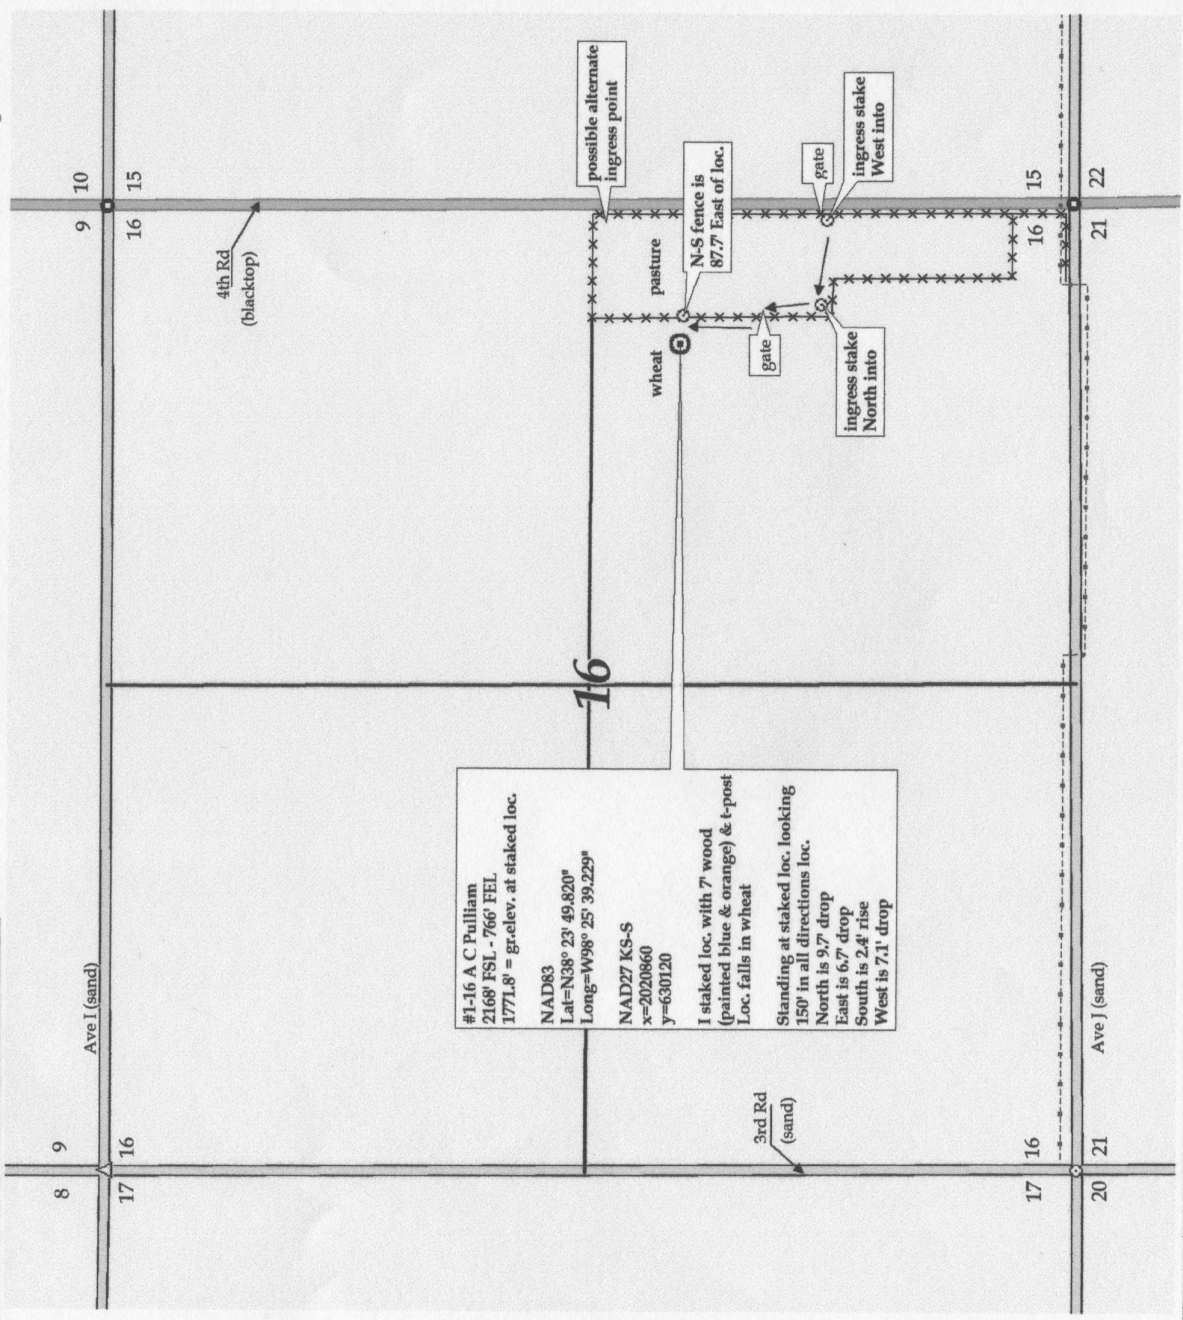 8
9
17
16
Ave I (sand)
9
10
16
15
4th Rd
(blacktop)
possible alternate
ingress point
pasture
N-S fence is
87.7' East of loc.
gate
ingress stake
West into
wheat
gate
ingress stake
North into
16
#1-16 A C Pulliam
2168' FSL - 766' FEL
1771.8' = gr.elev. at staked loc.
NAD83
Lat=N38° 23' 49.820"
Long=W98° 25' 39.229"
NAD27 KS-S
x=2020860
y=630120
I staked loc. with 7' wood
(painted blue & orange) & t-post
Loc. falls in wheat
Standing at staked loc. looking
150' in all directions loc.
North is 9.7' drop
East is 6.7' drop
South is 2.4' rise
West is 7.1' drop
3rd Rd
(sand)
17
16
20
21
Ave J (sand)
16
15
21
22